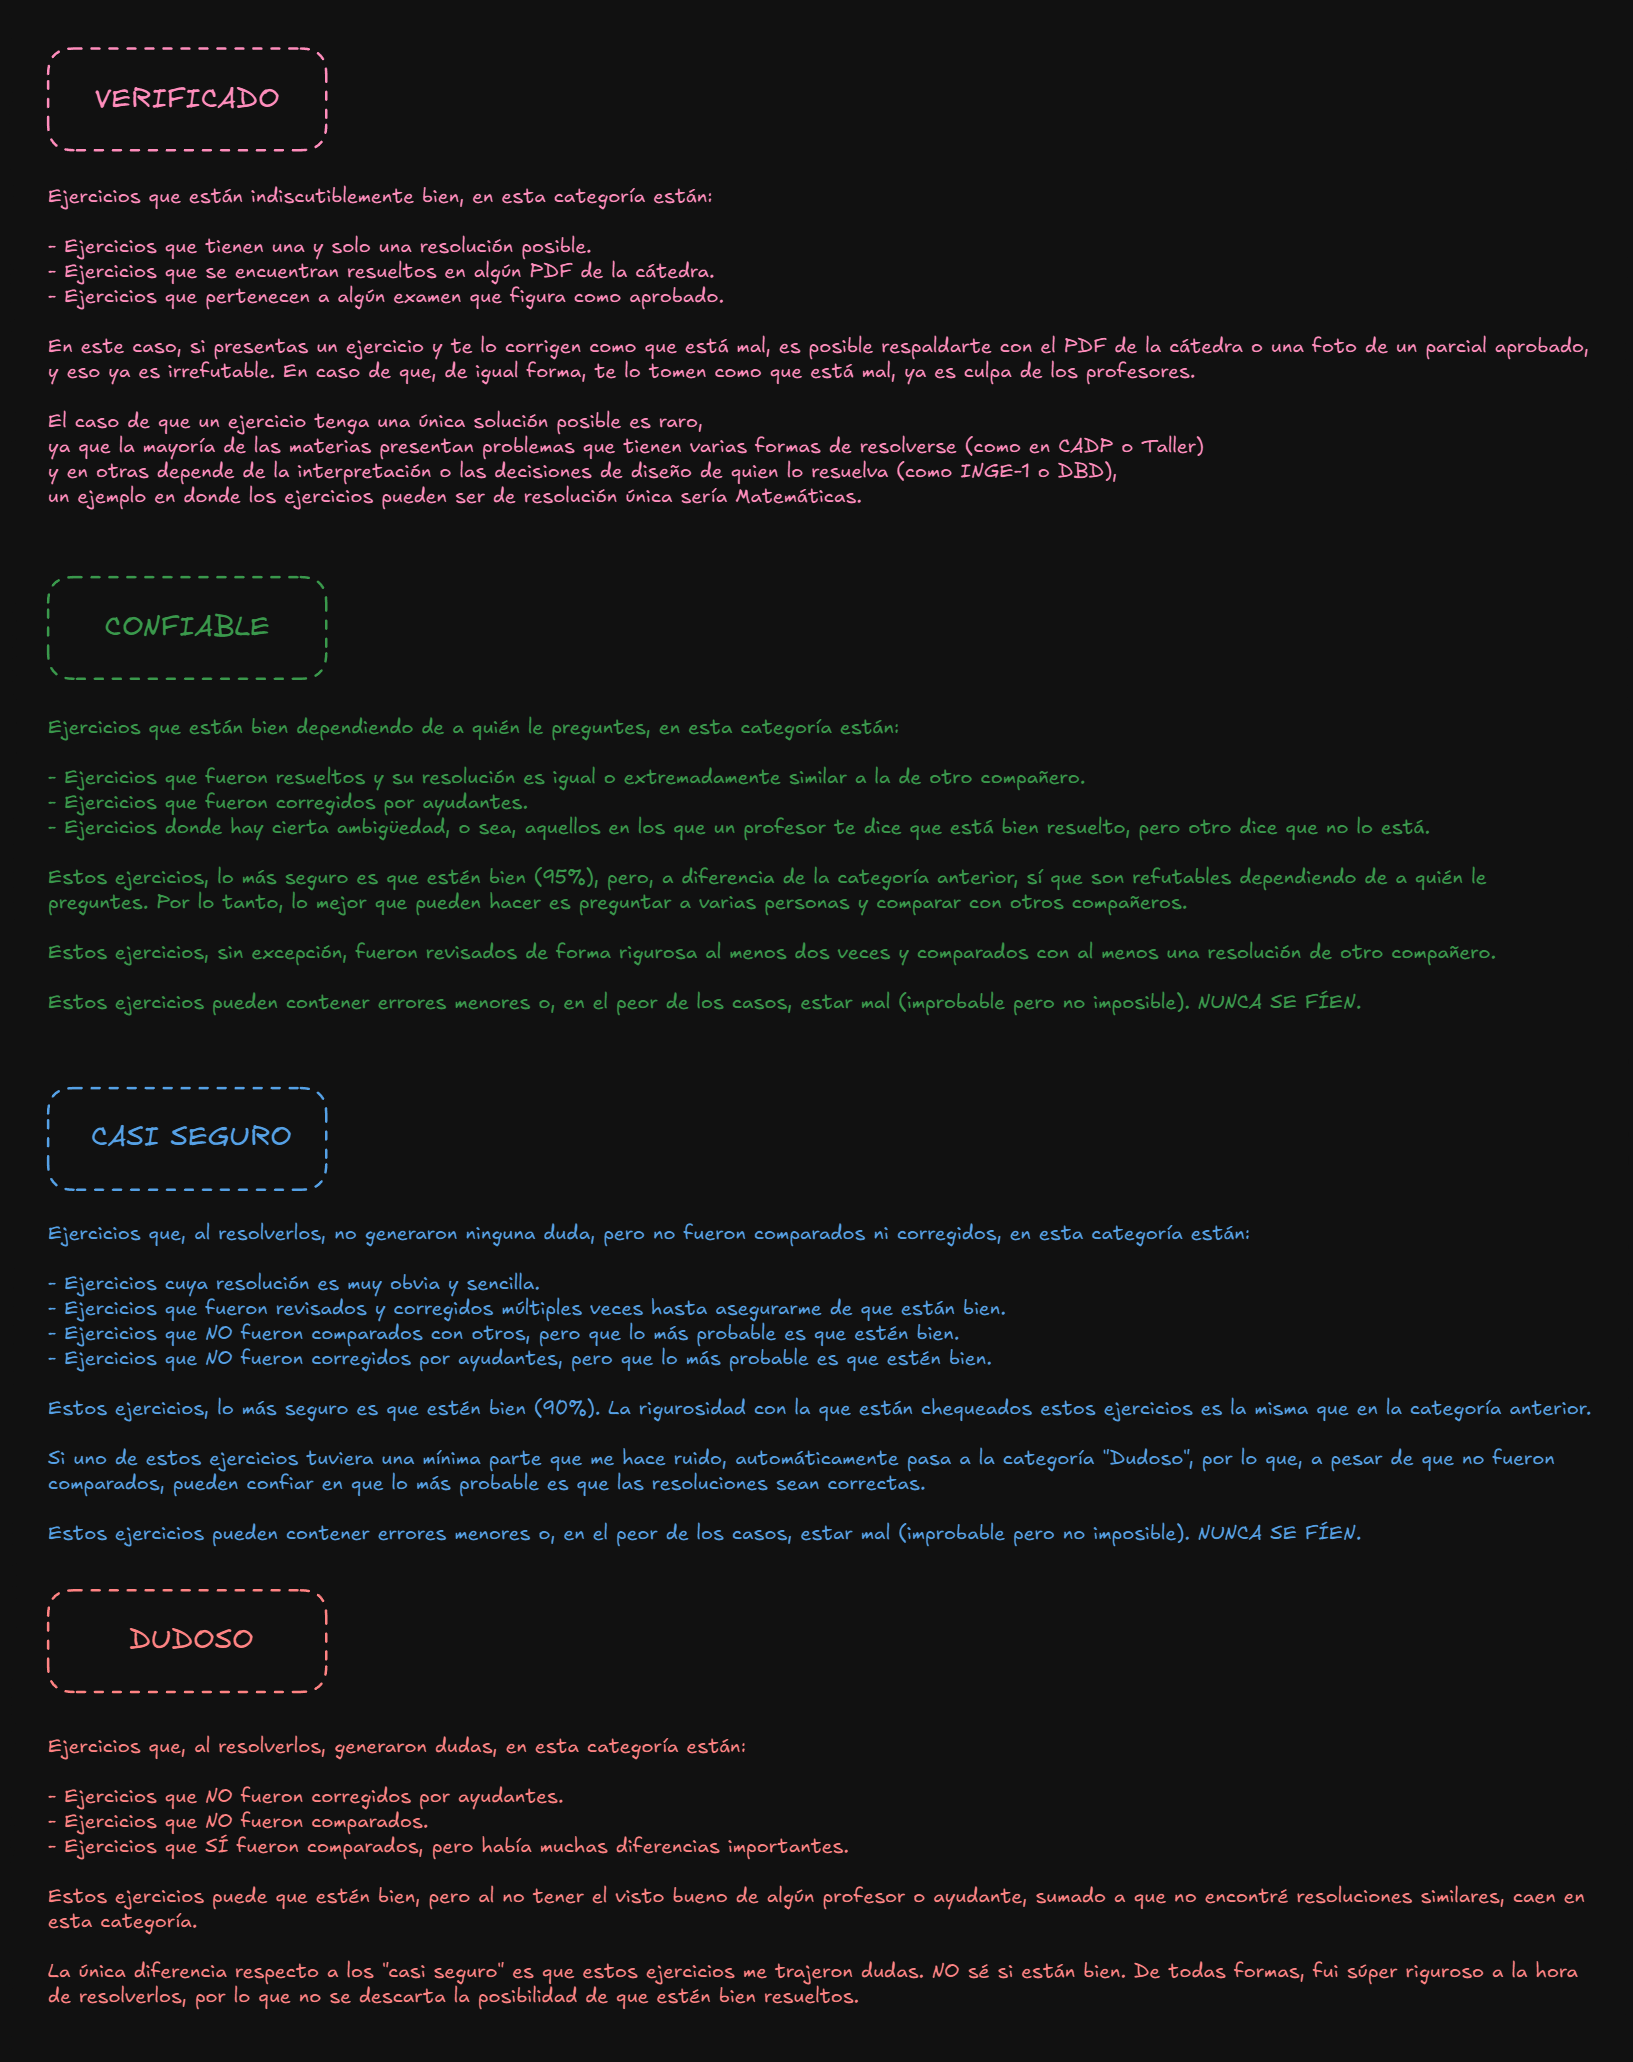 VERIFICADO
Ejercicios que están indiscutiblemente bien, en esta categoría están:
- Ejercicios que tienen una y solo una resolución posible.
- Ejercicios que se encuentran resueltos en algún PDF de la cátedra.
- Ejercicios que pertenecen a algún examen que figura como aprobado.
En este caso, si presentas un ejercicio y te lo corrigen como que está mal, es posible respaldarte con el PDF de la cátedra o una foto de un parcial aprobado,
y eso ya es irrefutable. En caso de que, de igual forma, te lo tomen como que está mal, ya es culpa de los profesores.
El caso de que un ejercicio tenga una única solución posible es raro,
ya que la mayoría de las materias presentan problemas que tienen varias formas de resolverse (como en CADP o Taller)
y en otras depende de la interpretación o las decisiones de diseño de quien lo resuelva (como INGE-1 o DBD),
un ejemplo en donde los ejercicios pueden ser de resolución única sería Matemáticas.
CONFIABLE
Ejercicios que están bien dependiendo de a quién le preguntes, en esta categoría están:
- Ejercicios que fueron resueltos y su resolución es igual o extremadamente similar a la de otro compañero.
- Ejercicios que fueron corregidos por ayudantes.
- Ejercicios donde hay cierta ambigüedad, o sea, aquellos en los que un profesor te dice que está bien resuelto, pero otro dice que no lo está.
Estos ejercicios, lo más seguro es que estén bien (95%), pero, a diferencia de la categoría anterior, sí que son refutables dependiendo de a quién le
preguntes. Por lo tanto, lo mejor que pueden hacer es preguntar a varias personas y comparar con otros compañeros.
Estos ejercicios, sin excepción, fueron revisados de forma rigurosa al menos dos veces y comparados con al menos una resolución de otro compañero.
Estos ejercicios pueden contener errores menores o, en el peor de los casos, estar mal (improbable pero no imposible). NUNCA SE FÍEN.
CASI SEGURO
Ejercicios que, al resolverlos, no generaron ninguna duda, pero no fueron comparados ni corregidos, en esta categoría están:
- Ejercicios cuya resolución es muy obvia y sencilla.
- Ejercicios que fueron revisados y corregidos múltiples veces hasta asegurarme de que están bien.
- Ejercicios que NO fueron comparados con otros, pero que lo más probable es que estén bien.
- Ejercicios que NO fueron corregidos por ayudantes, pero que lo más probable es que estén bien.
Estos ejercicios, lo más seguro es que estén bien (90%). La rigurosidad con la que están chequeados estos ejercicios es la misma que en la categoría anterior.
Si uno de estos ejercicios tuviera una mínima parte que me hace ruido, automáticamente pasa a la categoría "Dudoso", por lo que, a pesar de que no fueron
comparados, pueden confiar en que lo más probable es que las resoluciones sean correctas.
Estos ejercicios pueden contener errores menores o, en el peor de los casos, estar mal (improbable pero no imposible). NUNCA SE FÍEN.
DUDOSO
Ejercicios que, al resolverlos, generaron dudas, en esta categoría están:
- Ejercicios que NO fueron corregidos por ayudantes.
- Ejercicios que NO fueron comparados.
- Ejercicios que SÍ fueron comparados, pero había muchas diferencias importantes.
Estos ejercicios puede que estén bien, pero al no tener el visto bueno de algún profesor o ayudante, sumado a que no encontré resoluciones similares, caen en
esta categoría.
La única diferencia respecto a los "casi seguro" es que estos ejercicios me trajeron dudas. NO sé si están bien. De todas formas, fui súper riguroso a la hora
de resolverlos, por lo que no se descarta la posibilidad de que estén bien resueltos.